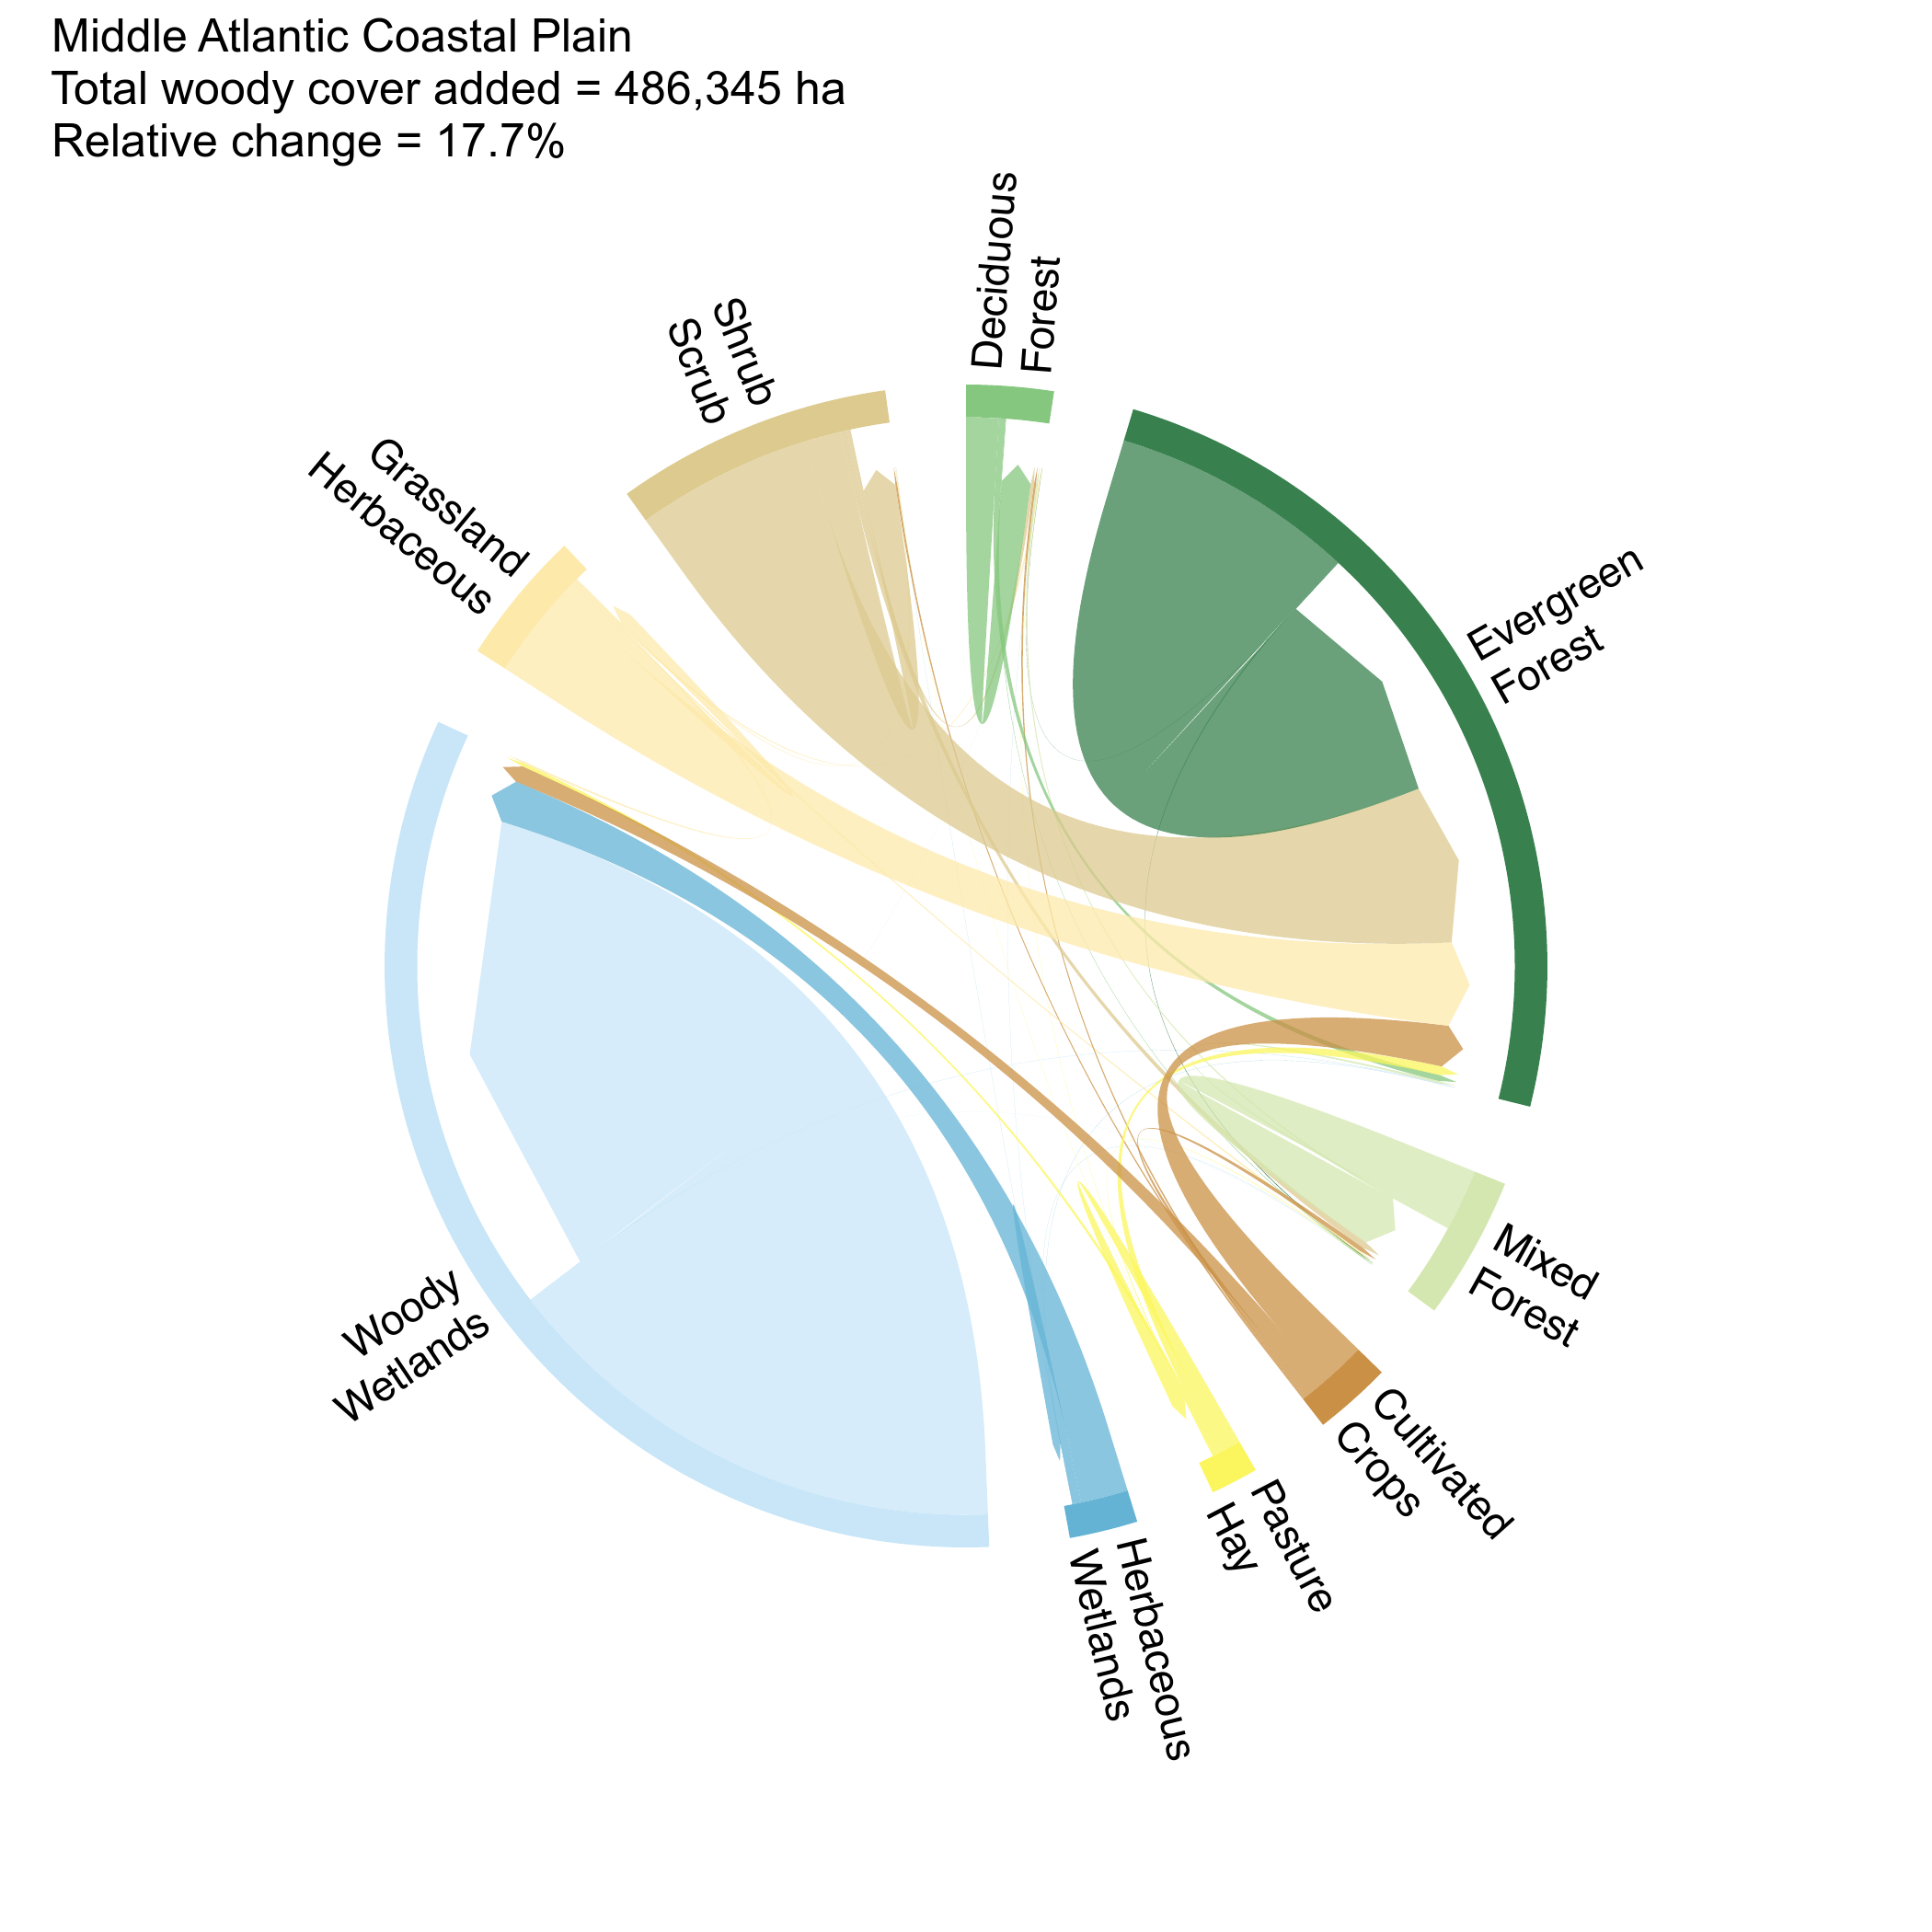 Middle Atlantic Coastal Plain
Total woody cover added = 486,345 ha
Relative change = 17.7%
Deciduous
Forest
Shrub
Scrub
Grassland
Herbaceous
Evergreen
Forest
Woody
Wetlands
Mixed
Forest
Cultivated
Crops
Pasture
Hay
Herbaceous
Wetlands